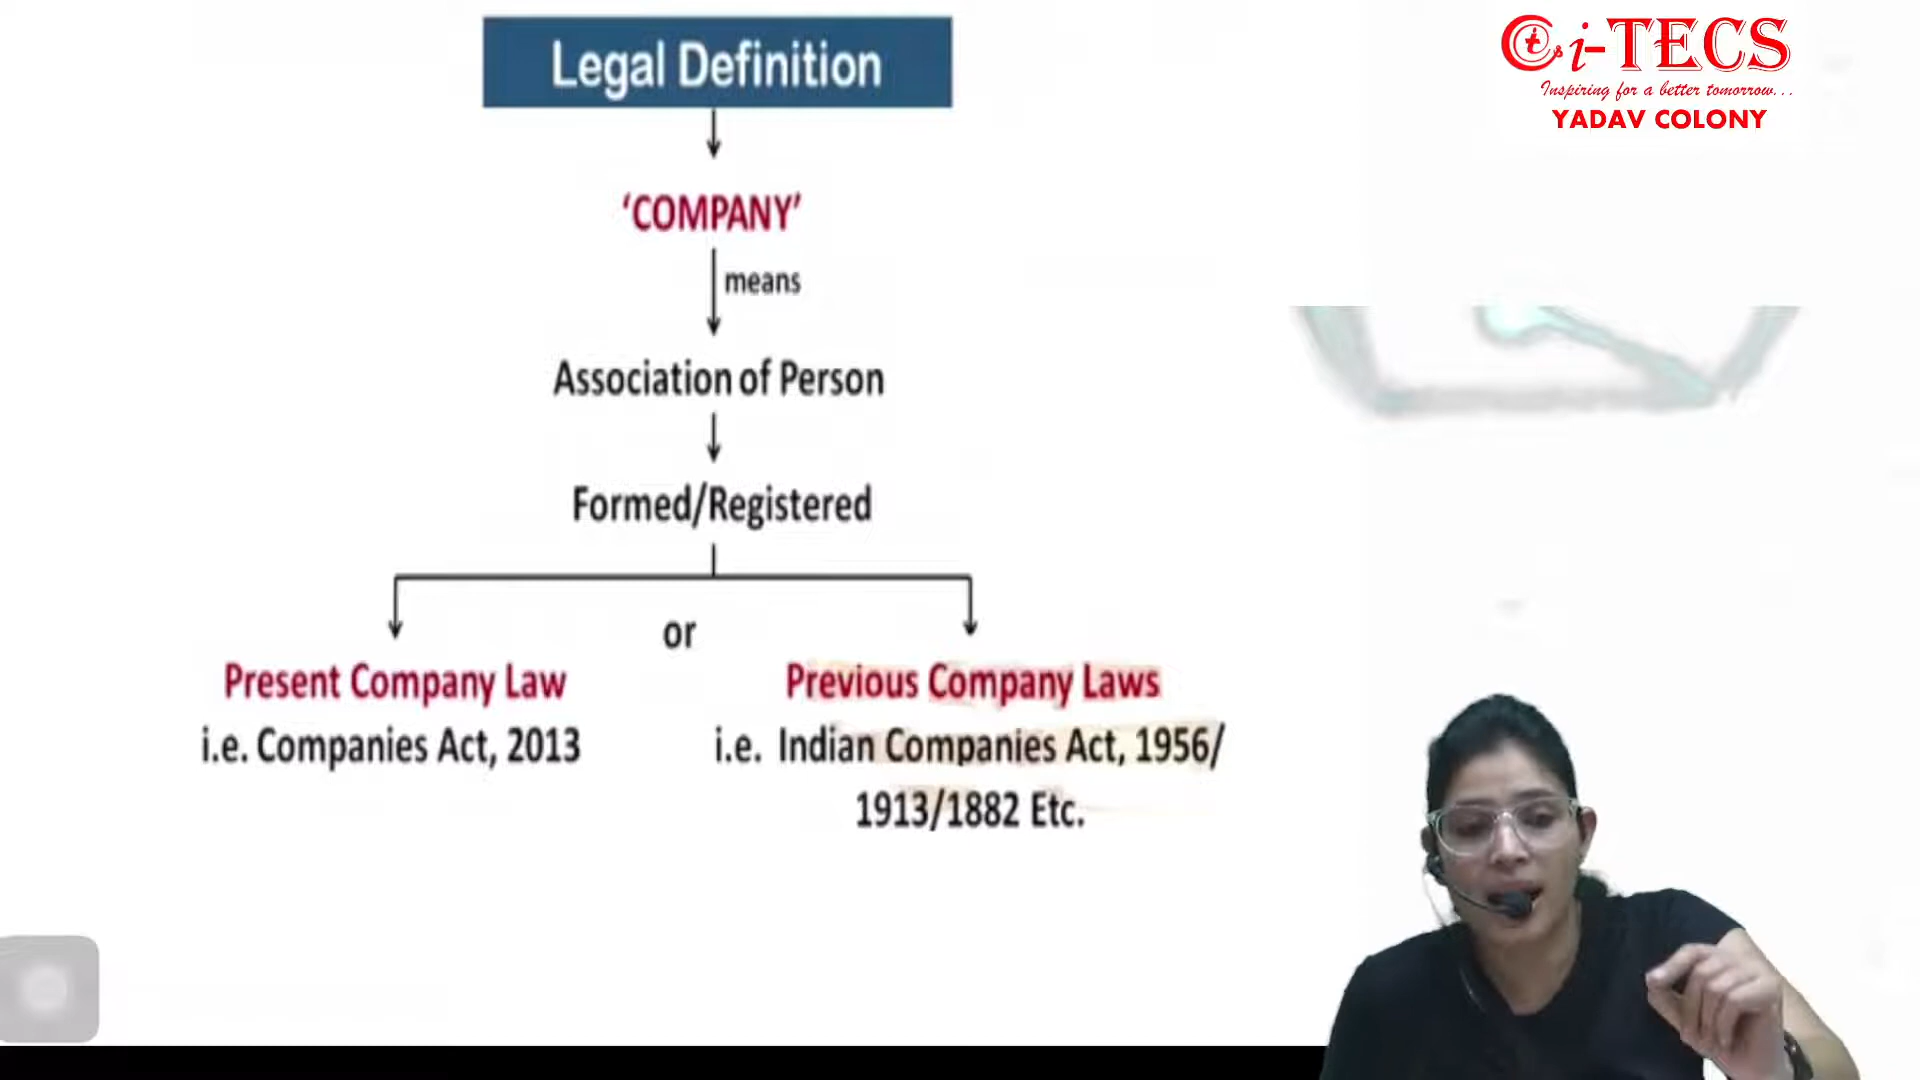 Legal Definition
i-TECS
Inspiring for a better tomorrow...
YADAV COLONY
‘COMPANY’
means
Association of Person
Formed/Registered
or
Present Company Law
i.e. Companies Act, 2013
Previous Company Laws
i.e. Indian Companies Act, 1956/
1913/1882 Etc.